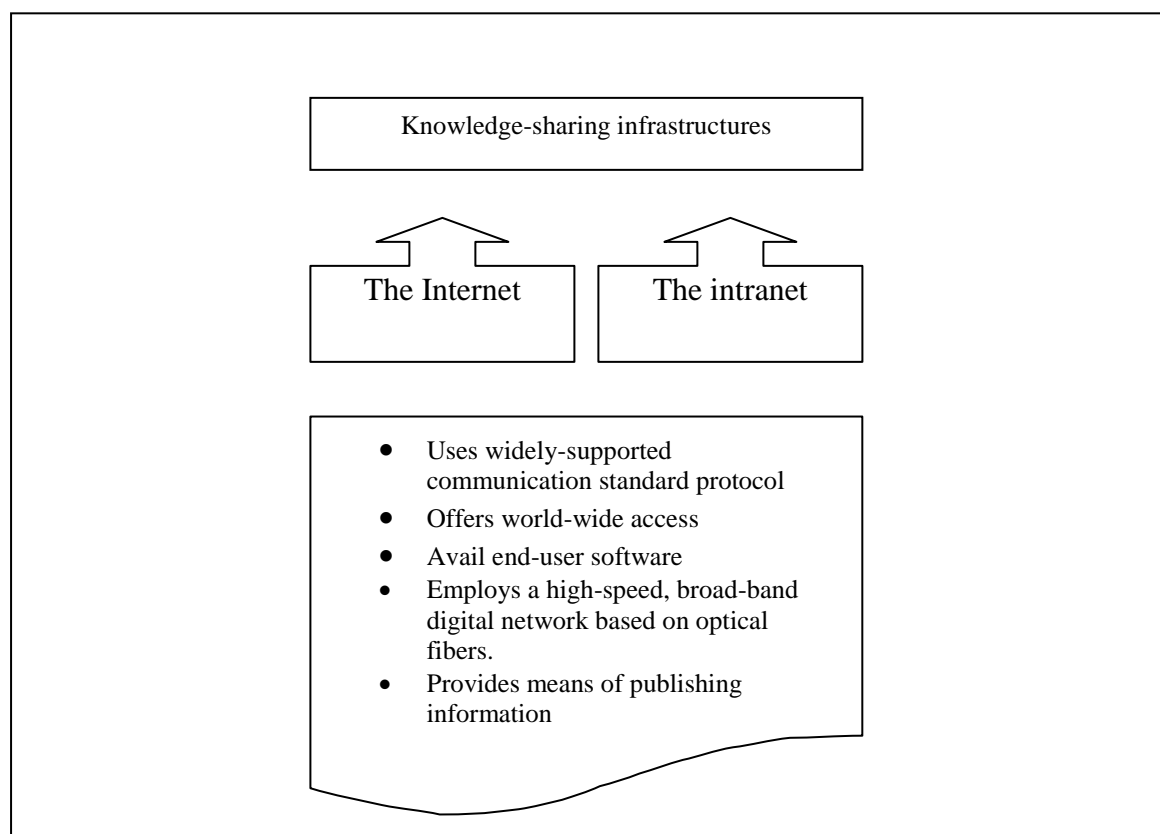 Knowledge-sharing infrastructures
The Internet
The intranet
• Uses widely-supported
communication standard protocol
• Offers world-wide access
• Avail end-user software
• Employs a high-speed, broad-band
digital network based on optical
fibers.
• Provides means of publishing
information